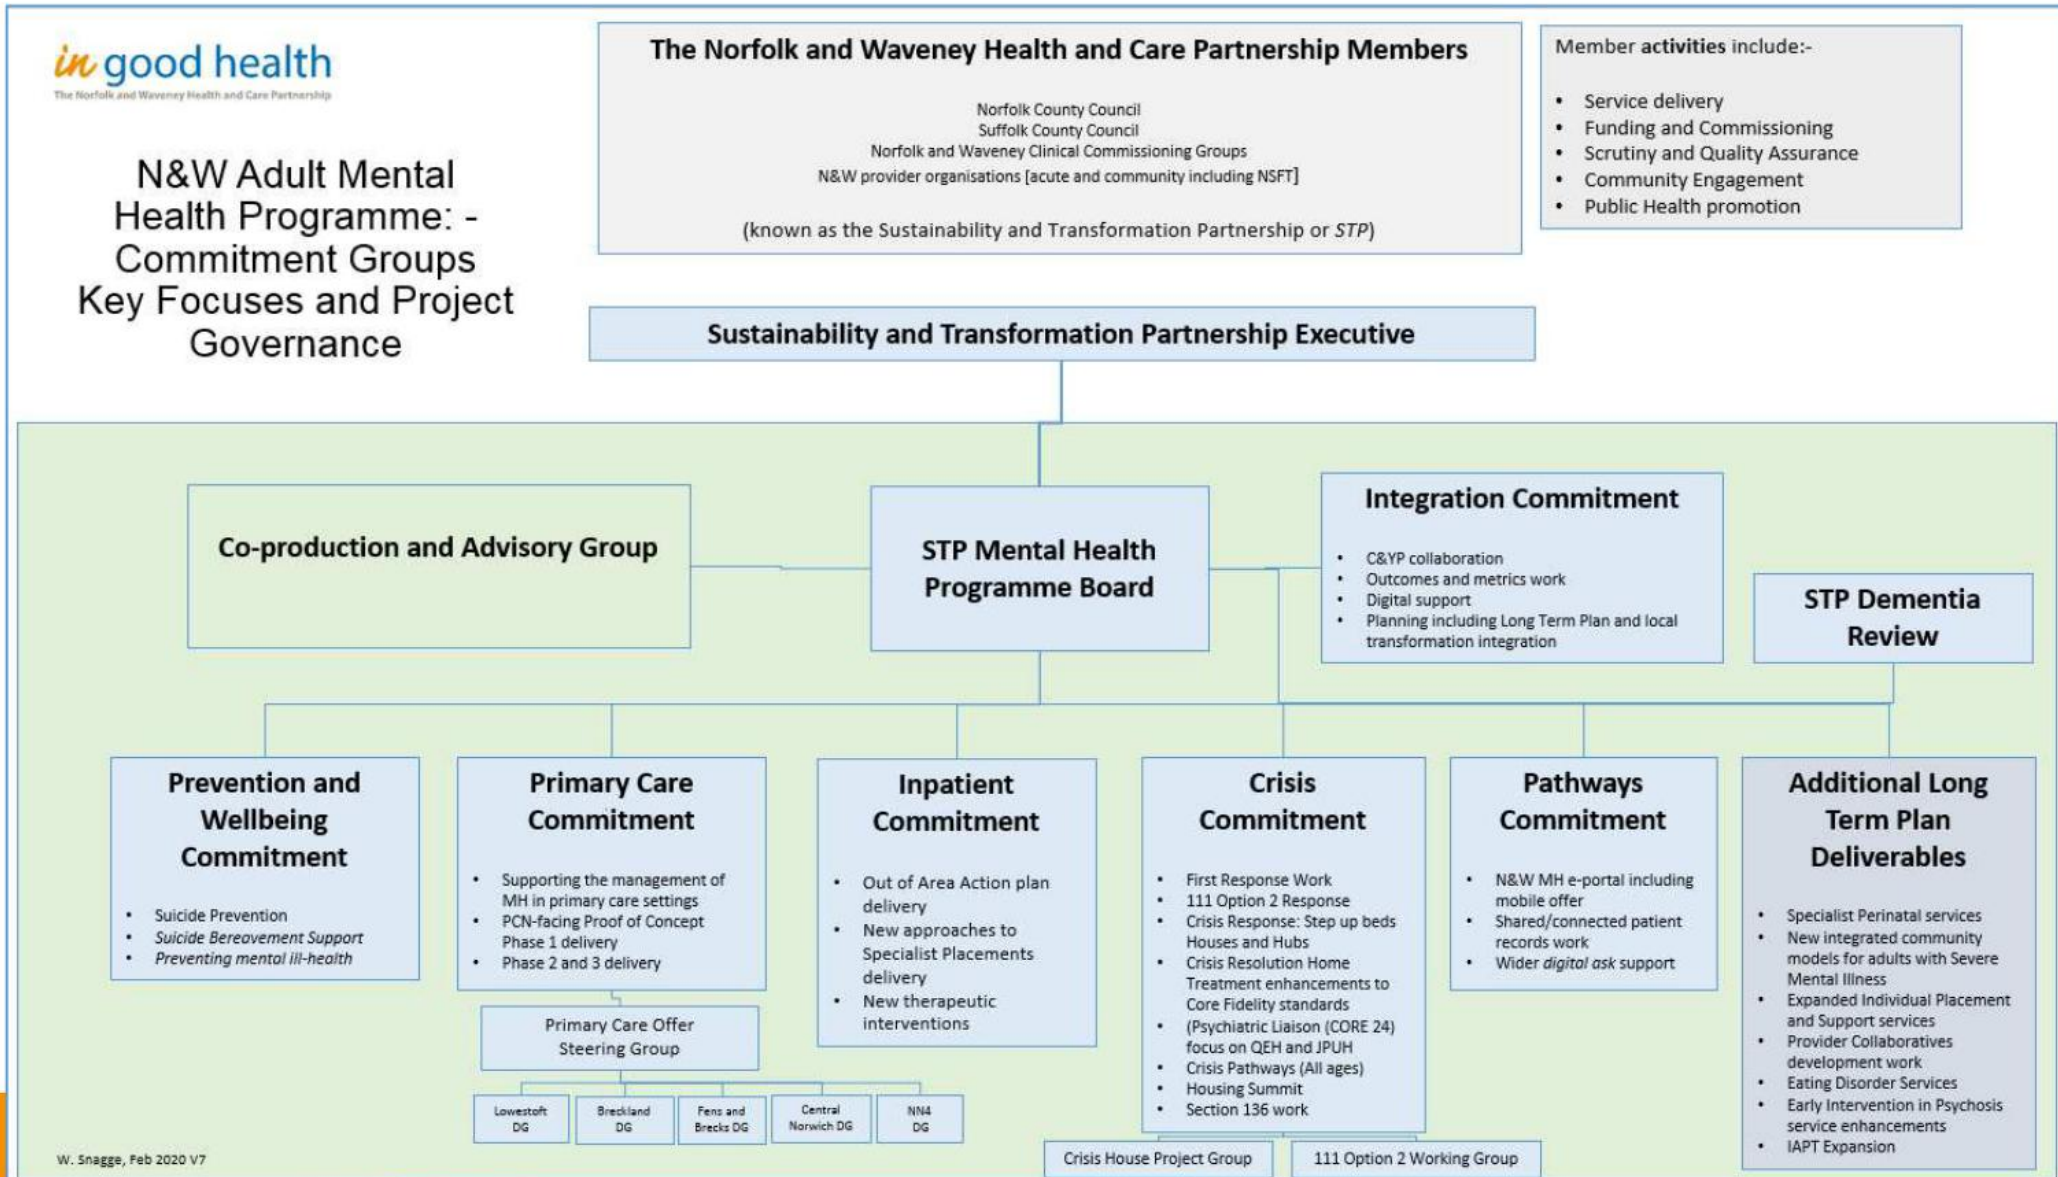 in good health
The Norfolk and Waveney Health and Care Partnership
N&W Adult Mental
Health Programme: -
Commitment Groups
Key Focuses and Project
Governance
The Norfolk and Waveney Health and Care Partnership Members
Norfolk County Council
Suffolk County Council
Norfolk and Waveney Clinical Commissioning Groups
N&W provider organisations [acute and community including NSFT]
(known as the Sustainability and Transformation Partnership or STP)
Member activities include:-
• Service delivery
• Funding and Commissioning
• Scrutiny and Quality Assurance
• Community Engagement
• Public Health promotion
Sustainability and Transformation Partnership Executive
Co-production and Advisory Group
STP Mental Health
Programme Board
Integration Commitment
• C&YP collaboration
• Outcomes and metrics work
• Digital support
• Planning including Long Term Plan and local
transformation integration
STP Dementia
Review
Prevention and
Wellbeing
Commitment
• Suicide Prevention
• Suicide Bereavement Support
• Preventing mental ill-health
Primary Care
Commitment
• Supporting the management of
MH in primary care settings
• PCN-facing Proof of Concept
Phase 1 delivery
• Phase 2 and 3 delivery
Primary Care Offer
Steering Group
Lowestoft
DG
Breckland
DG
Fens and
Brecks DG
Central
Norwich DG
NN4
DG
Inpatient
Commitment
• Out of Area Action plan
delivery
• New approaches to
Specialist Placements
delivery
• New therapeutic
interventions
Crisis
Commitment
• First Response Work
• 111 Option 2 Response
• Crisis Response: Step up beds
Houses and Hubs
• Crisis Resolution Home
Treatment enhancements to
Core Fidelity standards
• (Psychiatric Liaison (CORE 24)
focus on QEH and JPUH
• Crisis Pathways (All ages)
• Housing Summit
• Section 136 work
Crisis House Project Group
111 Option 2 Working Group
Pathways
Commitment
• N&W MH e-portal including
mobile offer
• Shared/connected patient
records work
• Wider digital ask support
Additional Long
Term Plan
Deliverables
• Specialist Perinatal services
• New integrated community
models for adults with Severe
Mental Illness
• Expanded Individual Placement
and Support services
• Provider Collaboratives
development work
• Eating Disorder Services
• Early Intervention in Psychosis
service enhancements
• IAPT Expansion
W. Snagge, Feb 2020 V7